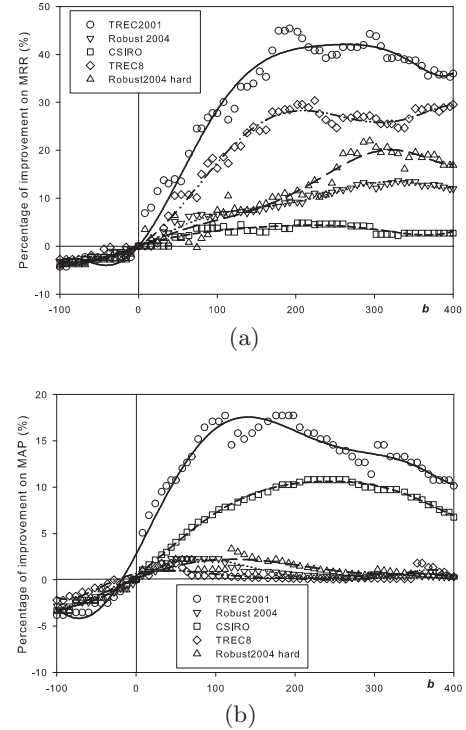 50
40
30
20
10
0
-10
Percentage of improvement on MRR (%)
TREC2001
Robust 2004
CSIRO
TREC8
Robust2004 hard
-100
0
100
200
300
b
400
(a)
20
15
10
5
0
-5
-10
Percentage of improvement on MAP (%)
TREC2001
Robust 2004
CSIRO
TREC8
Robust2004 hard
-100
0
100
200
300
b
400
(b)